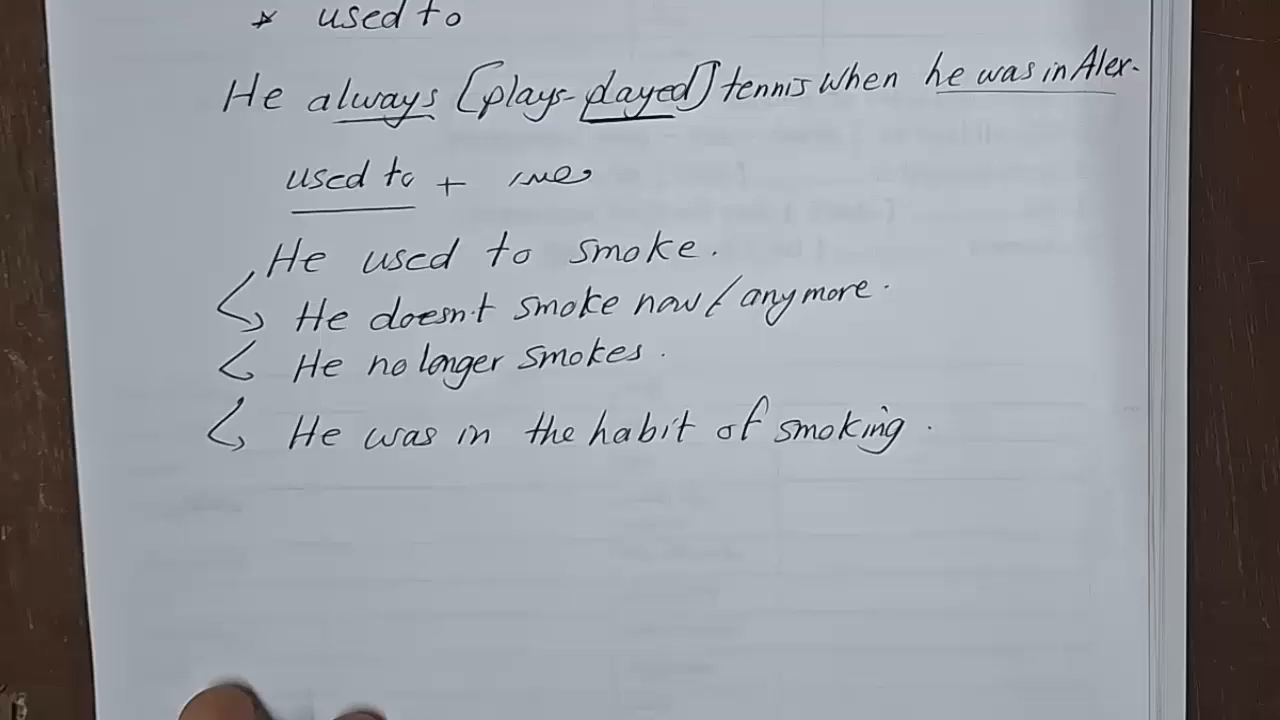 * used to
He always [plays-played] tennis when he was in Alex.
used to + مصدر
He used to smoke.
He doesn't smoke now / anymore.
He no longer smokes.
He was in the habit of smoking.